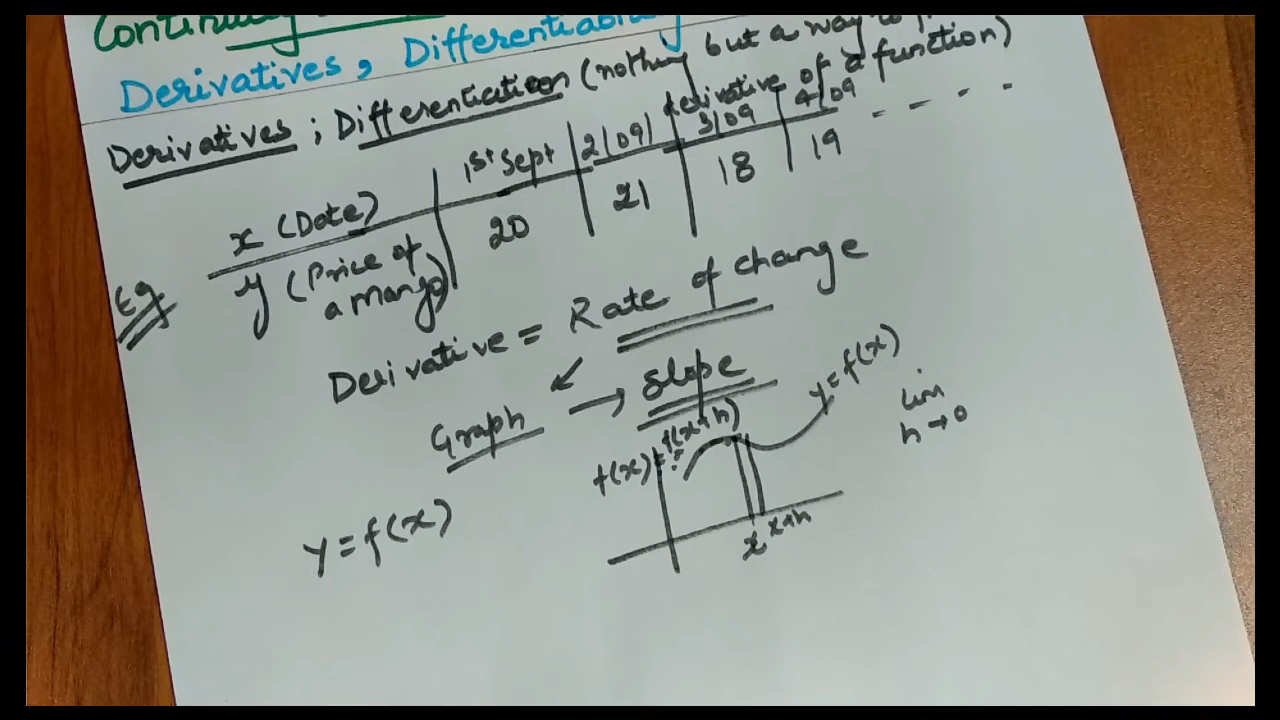 Continuity
Derivatives, Differentiability
Derivatives; Differentiation (nothing but a way to
derivative of a function)
x (Date) 1st Sept 2/09 3/09 4/09 - - - -
Eg y (Price of a Mango) 20 21 18 19
Derivative = Rate of change
Graph → Slope
y = f(x)
f(x) f(x+h)
lim
h→0
x x+h
y = f(x)